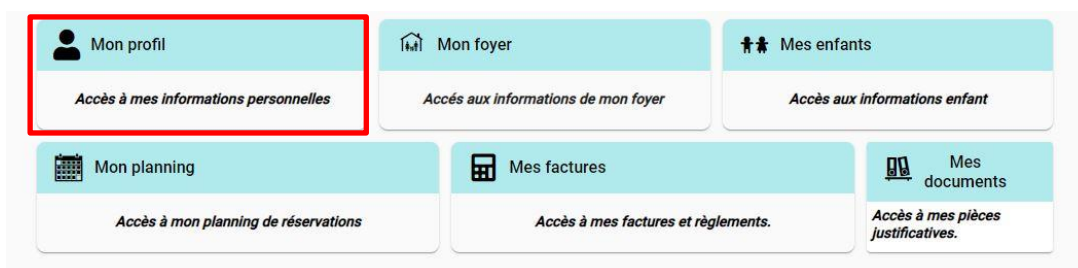 Mon profil
Mon foyer
Mes enfants
Accès à mes informations personnelles
Accés aux informations de mon foyer
Accès aux informations enfant
Mon planning
Mes factures
Mes
documents
Accès à mon planning de réservations
Accès à mes factures et règlements.
Accès à mes pièces
justificatives.